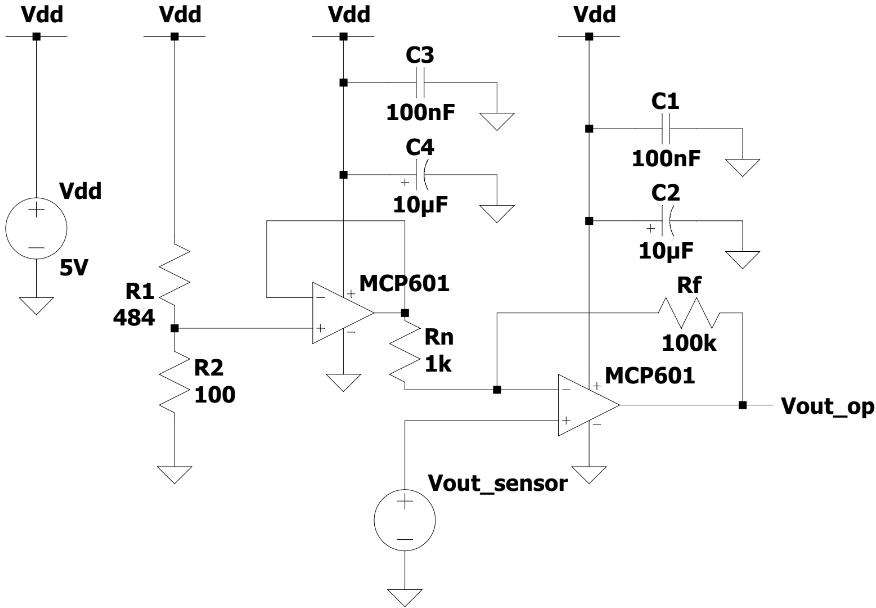 Vdd
Vdd
Vdd
Vdd
C3
100nF
C1
100nF
C4
+
10µF
C2
+
10µF
Vdd
+
−
5V
R1
484
MCP601
−
+
+
−
Rf
100k
Rn
1k
R2
100
MCP601
−
+
+
−
Vout_op
Vout_sensor
+
−